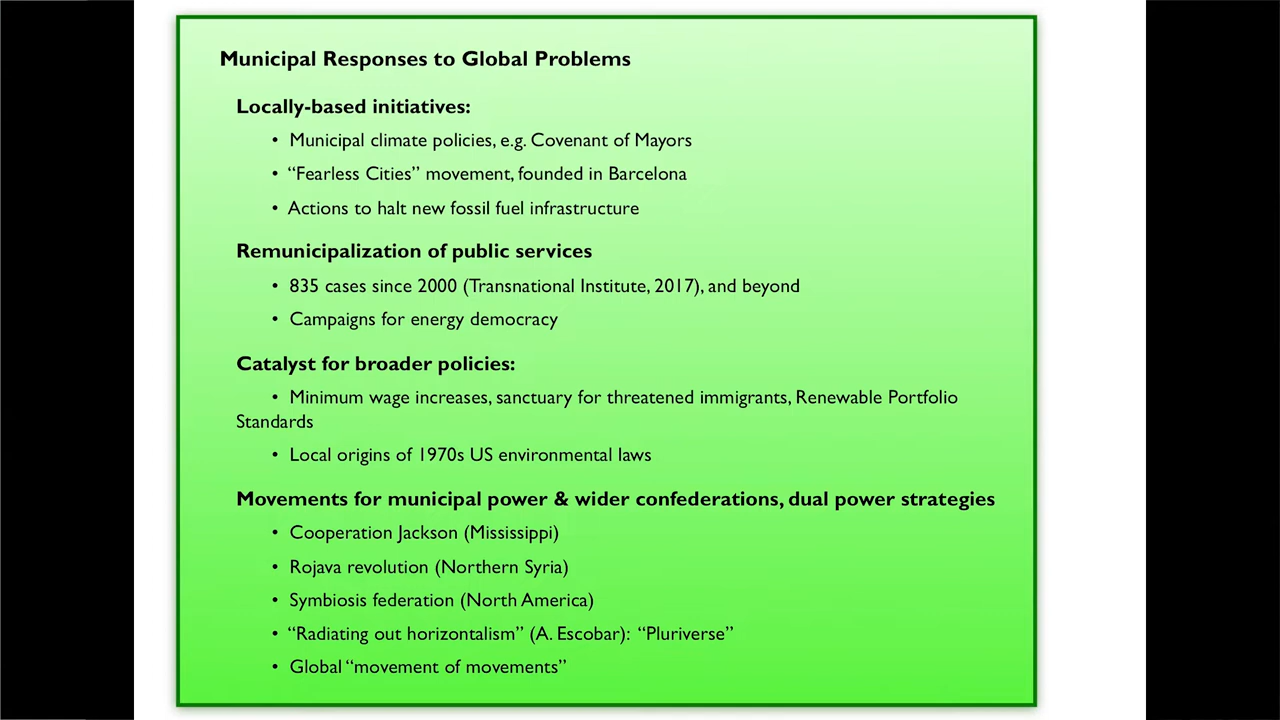 Municipal Responses to Global Problems
Locally-based initiatives:
• Municipal climate policies, e.g. Covenant of Mayors
• “Fearless Cities” movement, founded in Barcelona
• Actions to halt new fossil fuel infrastructure
Remunicipalization of public services
• 835 cases since 2000 (Transnational Institute, 2017), and beyond
• Campaigns for energy democracy
Catalyst for broader policies:
• Minimum wage increases, sanctuary for threatened immigrants, Renewable Portfolio
Standards
• Local origins of 1970s US environmental laws
Movements for municipal power & wider confederations, dual power strategies
• Cooperation Jackson (Mississippi)
• Rojava revolution (Northern Syria)
• Symbiosis federation (North America)
• “Radiating out horizontalism” (A. Escobar): “Pluriverse”
• Global “movement of movements”